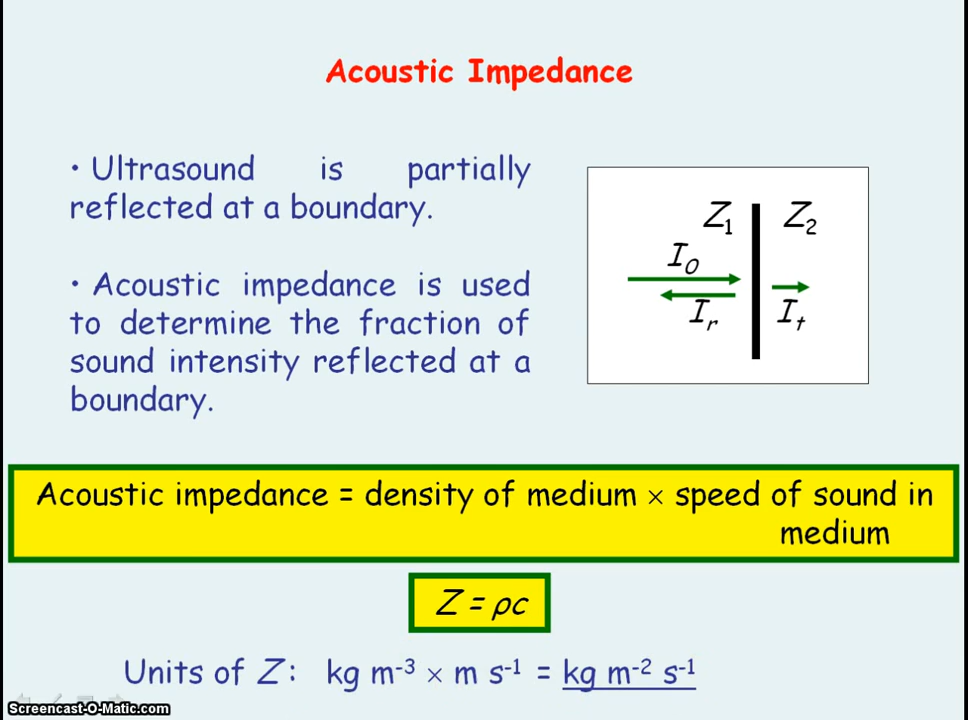 Acoustic Impedance
• Ultrasound is partially
reflected at a boundary.
• Acoustic impedance is used
to determine the fraction of
sound intensity reflected at a
boundary.
Z₁ Z₂
I₀
Iᵣ Iₜ
Acoustic impedance = density of medium × speed of sound in
medium
Z = ρc
Units of Z: kg m⁻³ × m s⁻¹ = kg m⁻² s⁻¹
Screencast-O-Matic.com